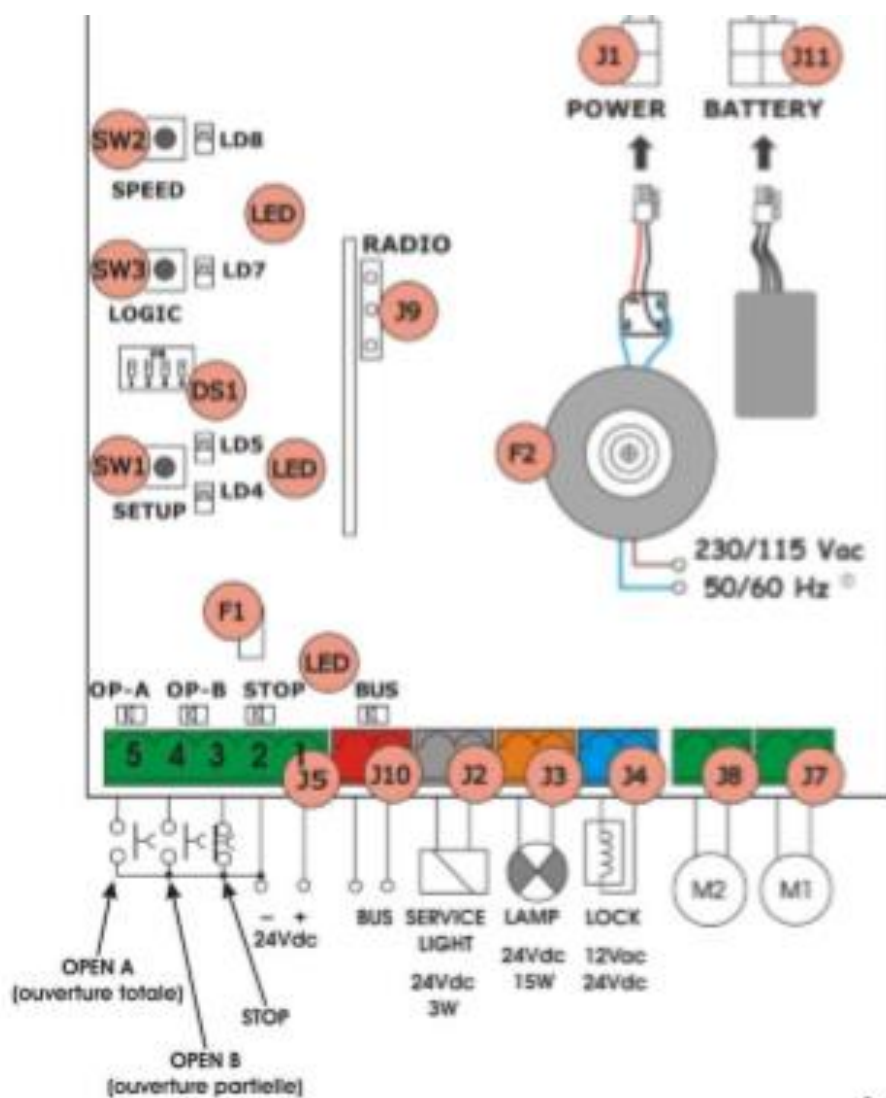 J1
J11
POWER
BATTERY
SW2
LD8
SPEED
LED
RADIO
SW3
LD7
J9
LOGIC
DS1
LD5
F2
SW1
LED
LD4
SETUP
230/115 Vac
50/60 Hz
F1
LED
OP-A
OP-B
STOP
BUS
5
4
3
2
1
J5
J10
J2
J3
J4
J8
J7
M2
M1
- +
24Vdc
BUS
SERVICE
LIGHT
24Vdc
3W
LAMP
24Vdc
15W
LOCK
12Vac
24Vdc
OPEN A
(ouverture totale)
STOP
OPEN B
(ouverture partielle)